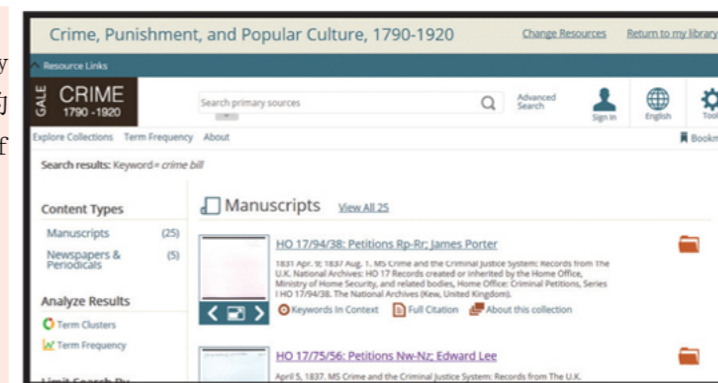 Crime, Punishment, and Popular Culture, 1790-1920
Change Resources
Return to my library
Resource Links
GALE
CRIME
1790 -1920
Search primary sources
Advanced
Search
Sign In
English
Tool
Explore Collections Term Frequency About
Bookm
Search results: Keyword= crime bill
y
的
f
Content Types
Manuscripts (25)
Newspapers & (5)
Periodicals
Analyze Results
Term Clusters
Term Frequency
Limit Search By
Manuscripts View All 25
HO 17/94/38: Petitions Rp-Rr; James Porter
1831 Apr. 9; 1837 Aug. 1. MS Crime and the Criminal Justice System: Records from The
U.K. National Archives: HO 17 Records created or inherited by the Home Office,
Ministry of Home Security, and related bodies, Home Office: Criminal Petitions, Series
I HO 17/94/38. The National Archives (Kew, United Kingdom).
Keywords In Context Full Citation About this collection
HO 17/75/56: Petitions Nw-Nz; Edward Lee
April 5, 1837. MS Crime and the Criminal Justice System: Records from The U.K.